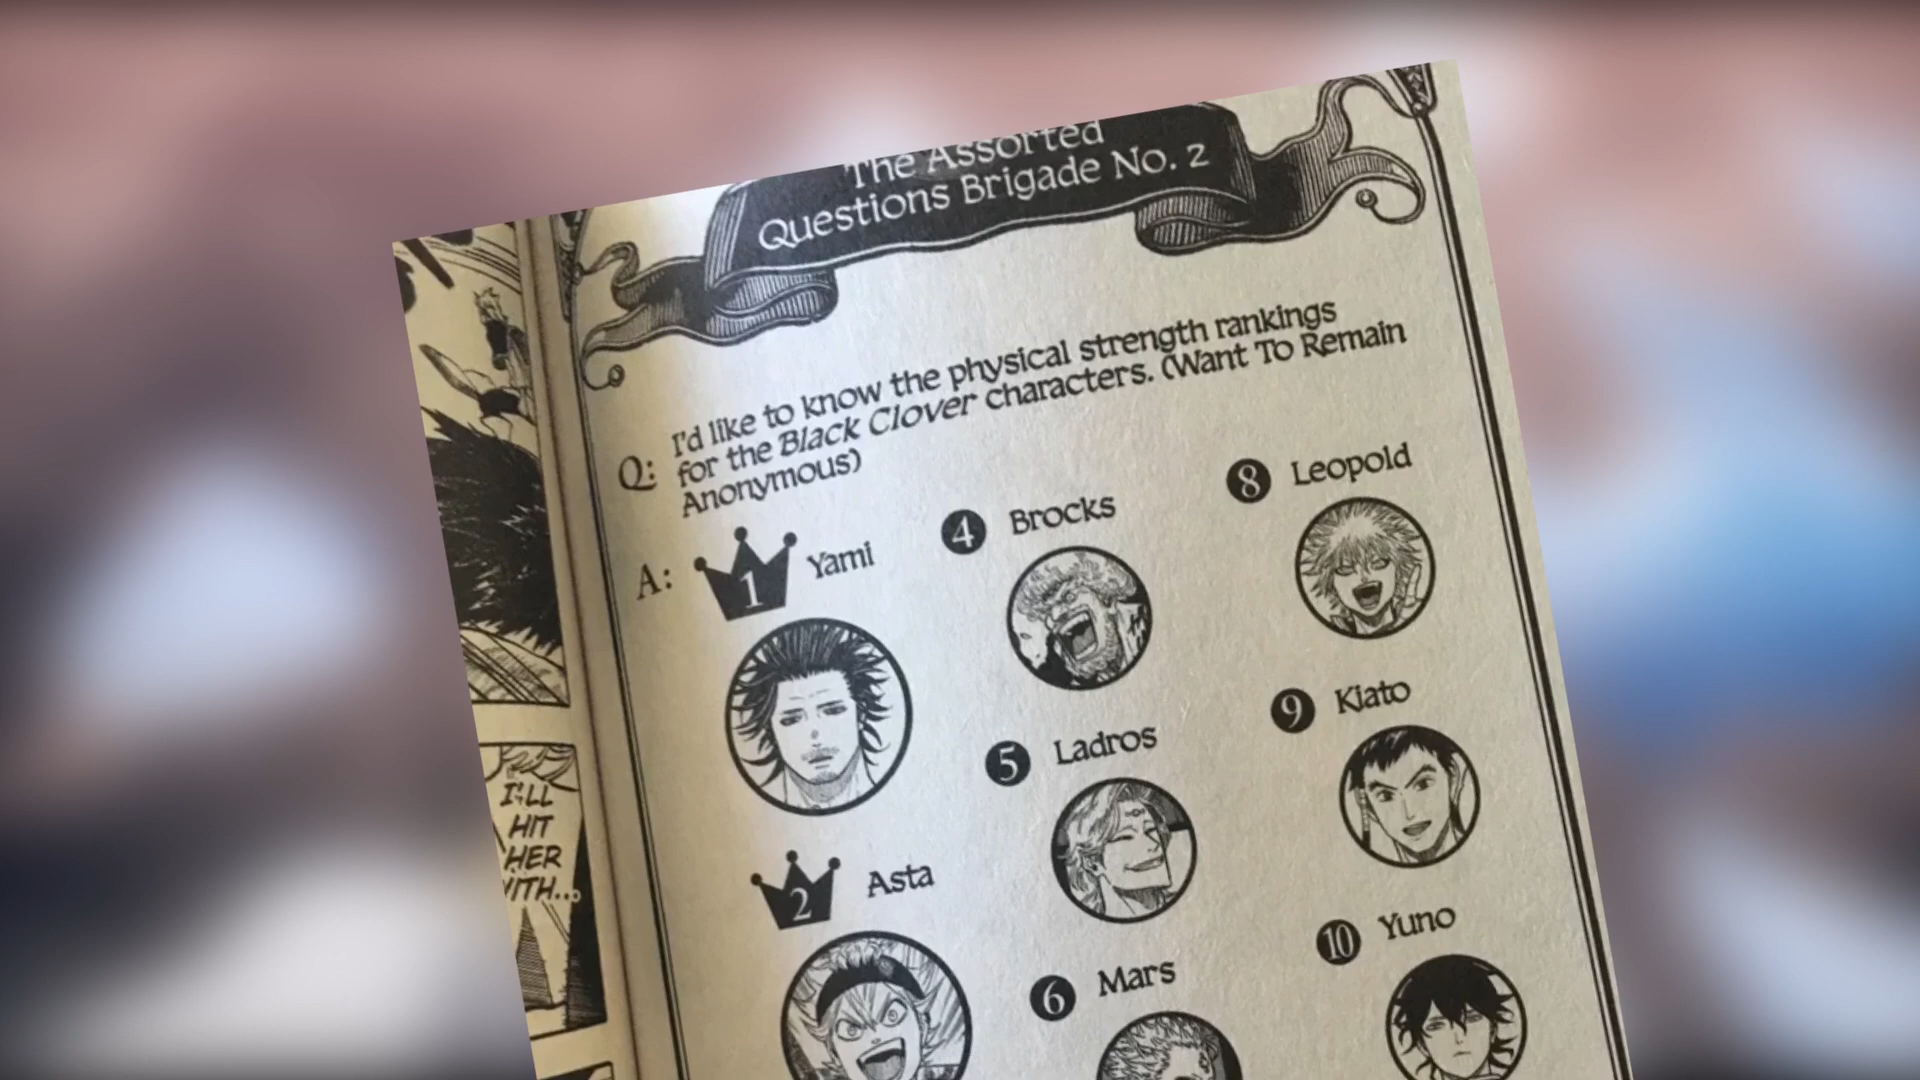 The Assorted
Questions Brigade No. 2
Q: I'd like to know the physical strength rankings
for the Black Clover characters. (Want To Remain
Anonymous)
A:
1 Yami
2 Asta
4 Brocks
5 Ladros
6 Mars
8 Leopold
9 Kiato
10 Yuno
I'LL
HIT
HER
WITH...